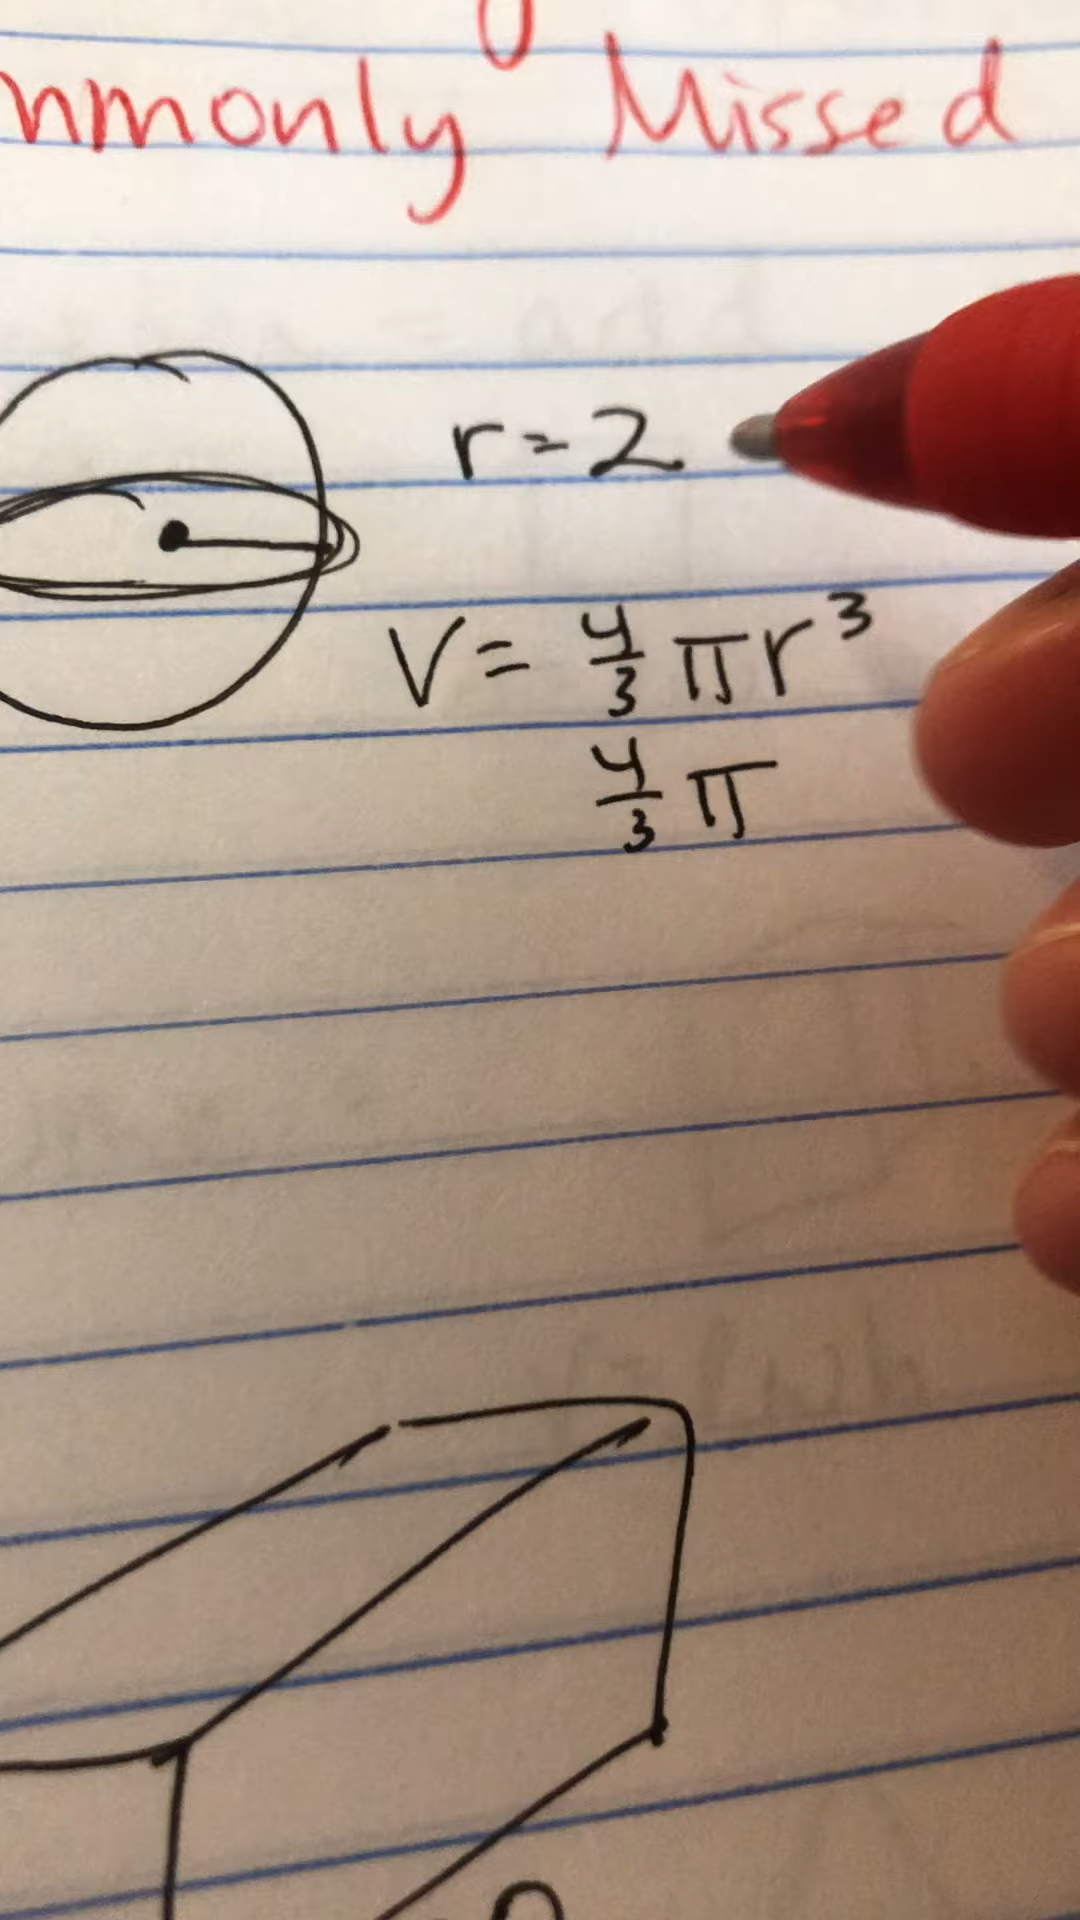 nmonly Missed
r=2
V = 4/3 πr³
4/3 π